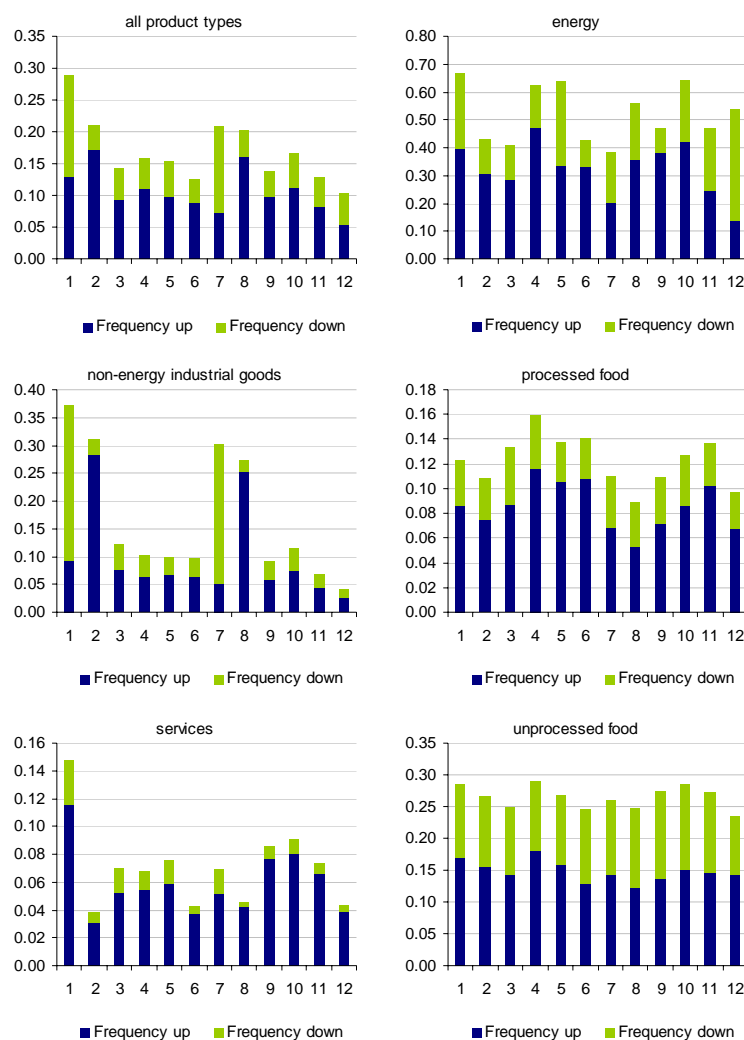 all product types
0.35
0.30
0.25
0.20
0.15
0.10
0.05
0.00
1 2 3 4 5 6 7 8 9 10 11 12
Frequency up Frequency down
energy
0.80
0.70
0.60
0.50
0.40
0.30
0.20
0.10
0.00
1 2 3 4 5 6 7 8 9 10 11 12
Frequency up Frequency down
non-energy industrial goods
0.40
0.35
0.30
0.25
0.20
0.15
0.10
0.05
0.00
1 2 3 4 5 6 7 8 9 10 11 12
Frequency up Frequency down
processed food
0.18
0.16
0.14
0.12
0.10
0.08
0.06
0.04
0.02
0.00
1 2 3 4 5 6 7 8 9 10 11 12
Frequency up Frequency down
services
0.16
0.14
0.12
0.10
0.08
0.06
0.04
0.02
0.00
1 2 3 4 5 6 7 8 9 10 11 12
Frequency up Frequency down
unprocessed food
0.35
0.30
0.25
0.20
0.15
0.10
0.05
0.00
1 2 3 4 5 6 7 8 9 10 11 12
Frequency up Frequency down